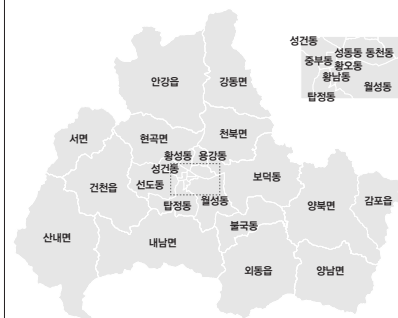 성건동
성동동 동천동
중부동
황오동
황남동
월성동
탑정동
안강읍 강동면
서면 현곡면 천북면
황성동 용강동
성건동
건천읍 선도동 보덕동
탑정동 월성동
양북면 감포읍
불국동
산내면 내남면
외동읍 양남면